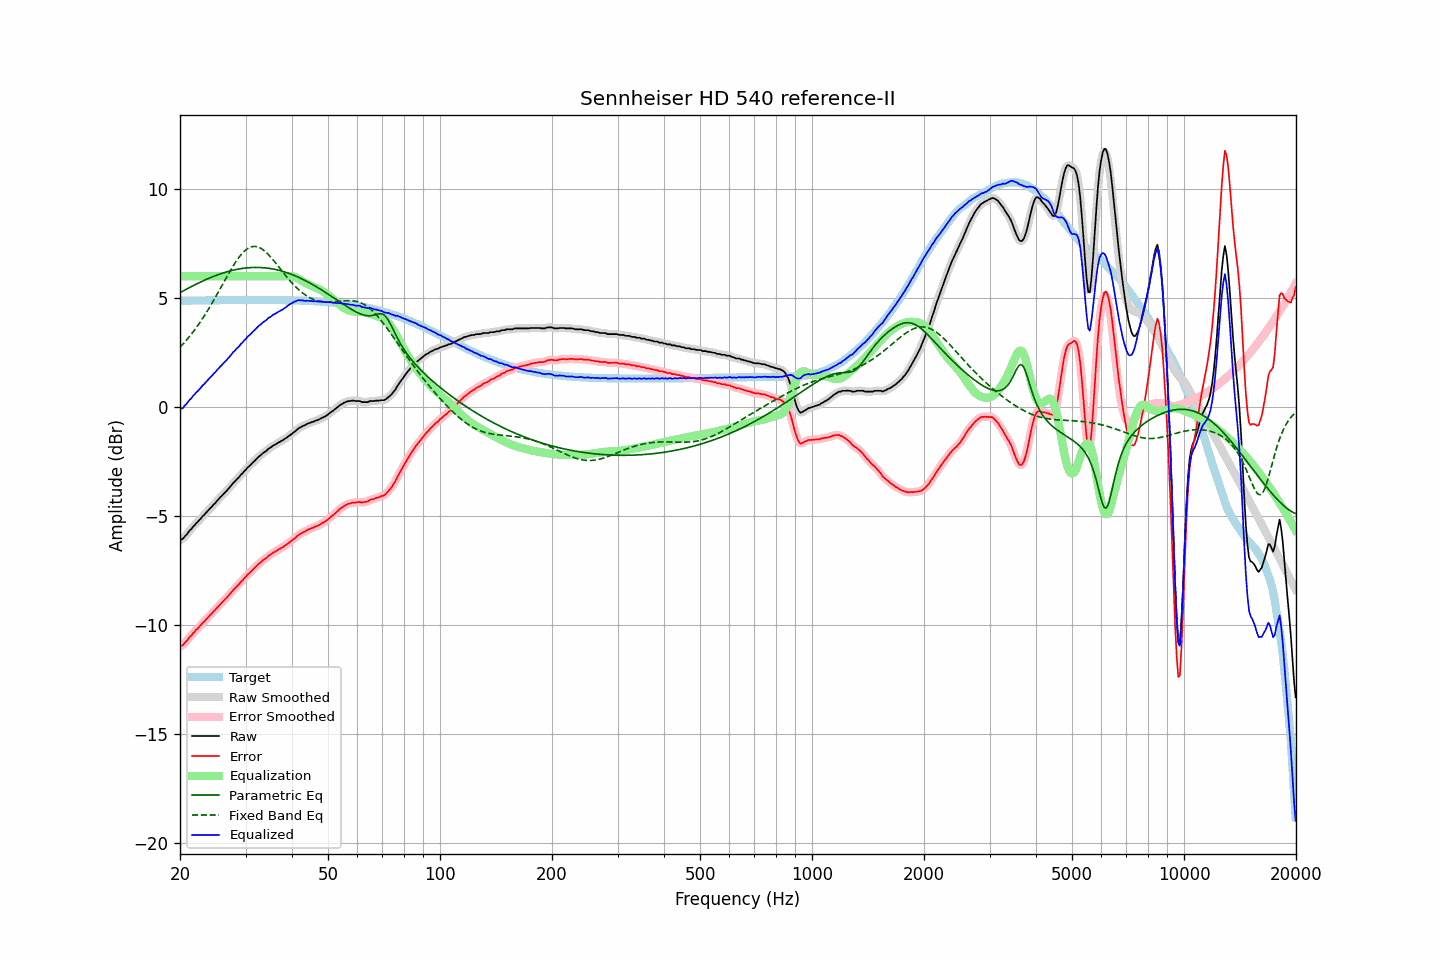 Sennheiser HD 540 reference-II
Amplitude (dBr)
10
5
0
−5
−10
−15
−20
Target
Raw Smoothed
Error Smoothed
Raw
Error
Equalization
Parametric Eq
Fixed Band Eq
Equalized
20 50 100 200 500 1000 2000 5000 10000 20000
Frequency (Hz)